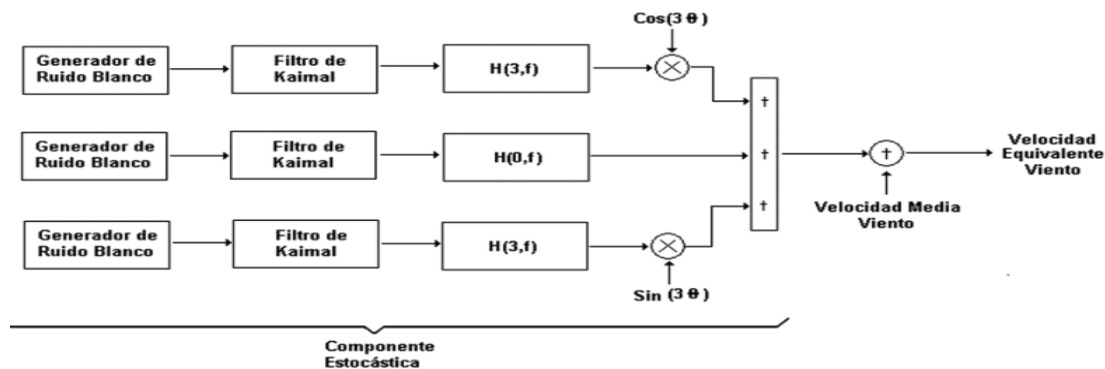 Cos(3 θ)
Generador de
Ruido Blanco
Filtro de
Kaimal
H(3,f)
Generador de
Ruido Blanco
Filtro de
Kaimal
H(0,f)
Generador de
Ruido Blanco
Filtro de
Kaimal
H(3,f)
Sin (3 θ)
†
†
†
†
Velocidad Media
Viento
Velocidad
Equivalente
Viento
Componente
Estocástica